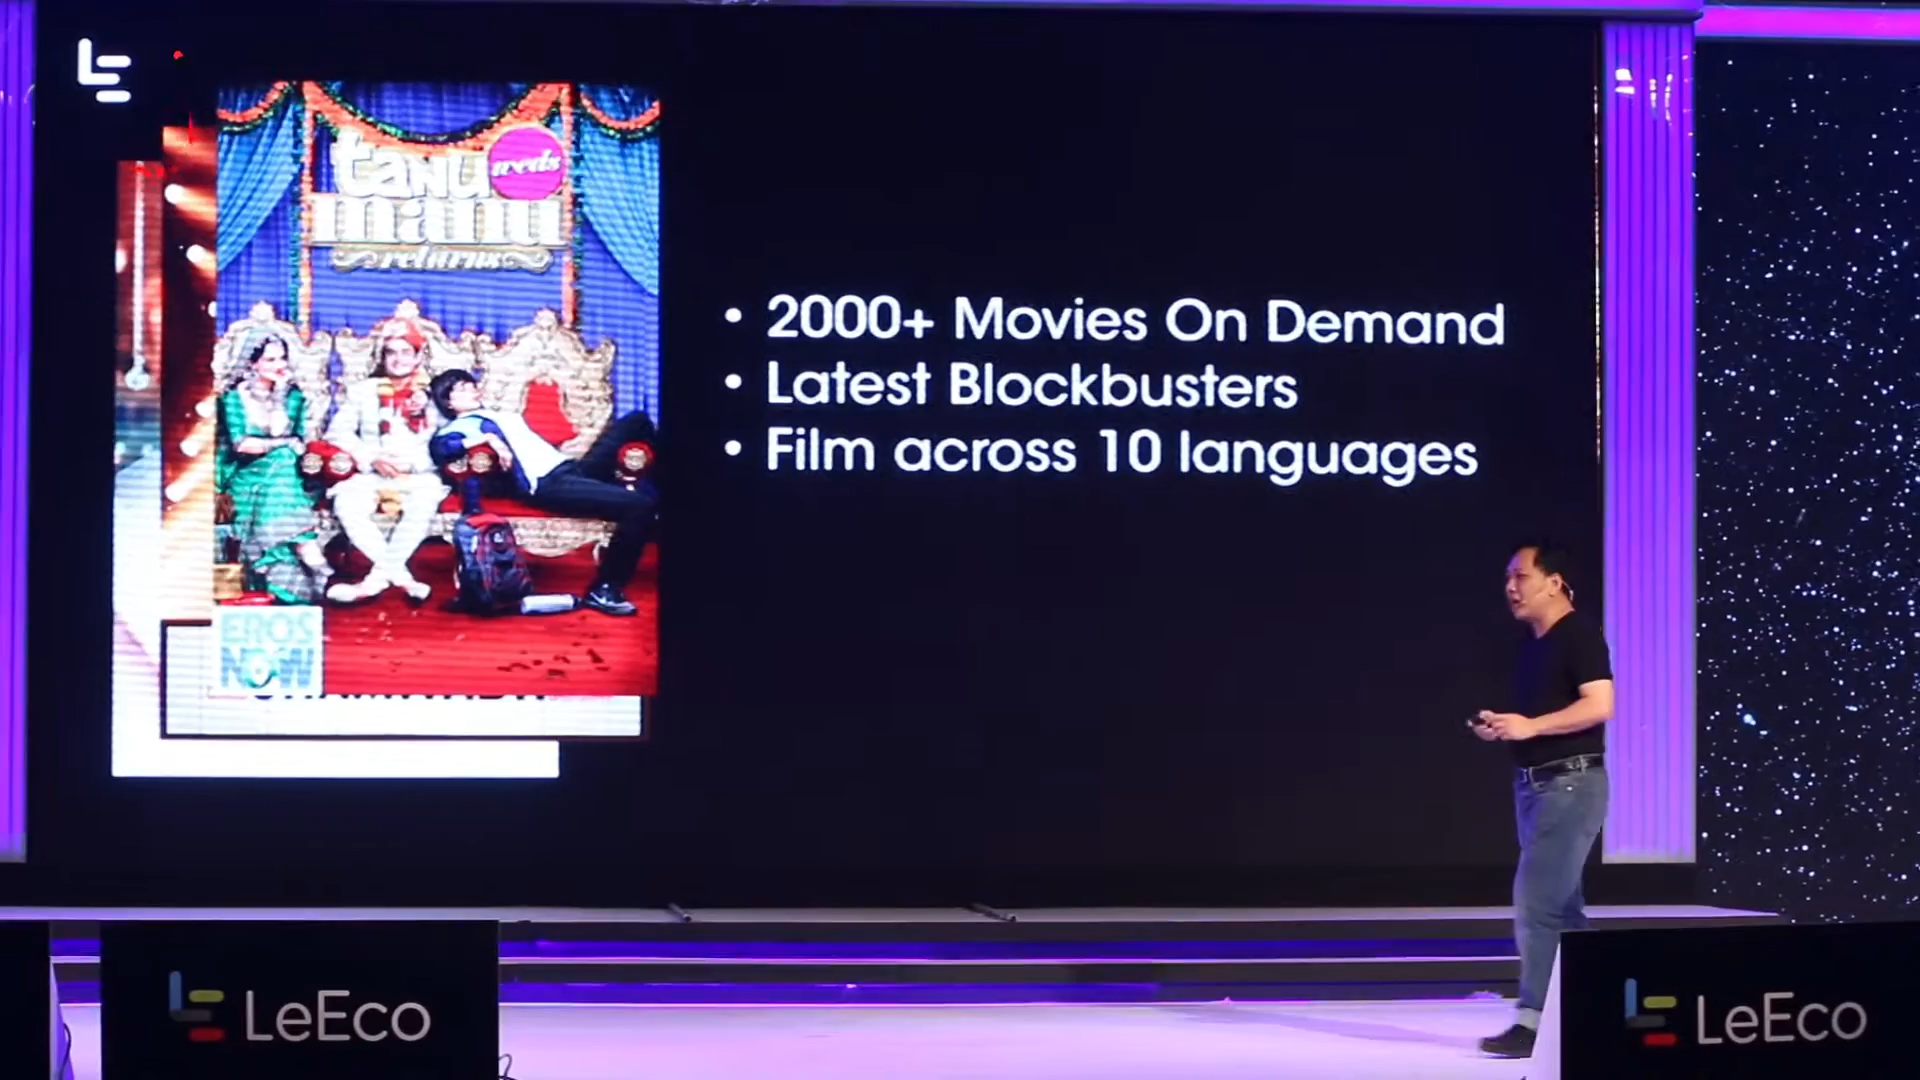 tanu weds
manu
returns
• 2000+ Movies On Demand
• Latest Blockbusters
• Film across 10 languages
EROS
NOW
LeEco
LeEco